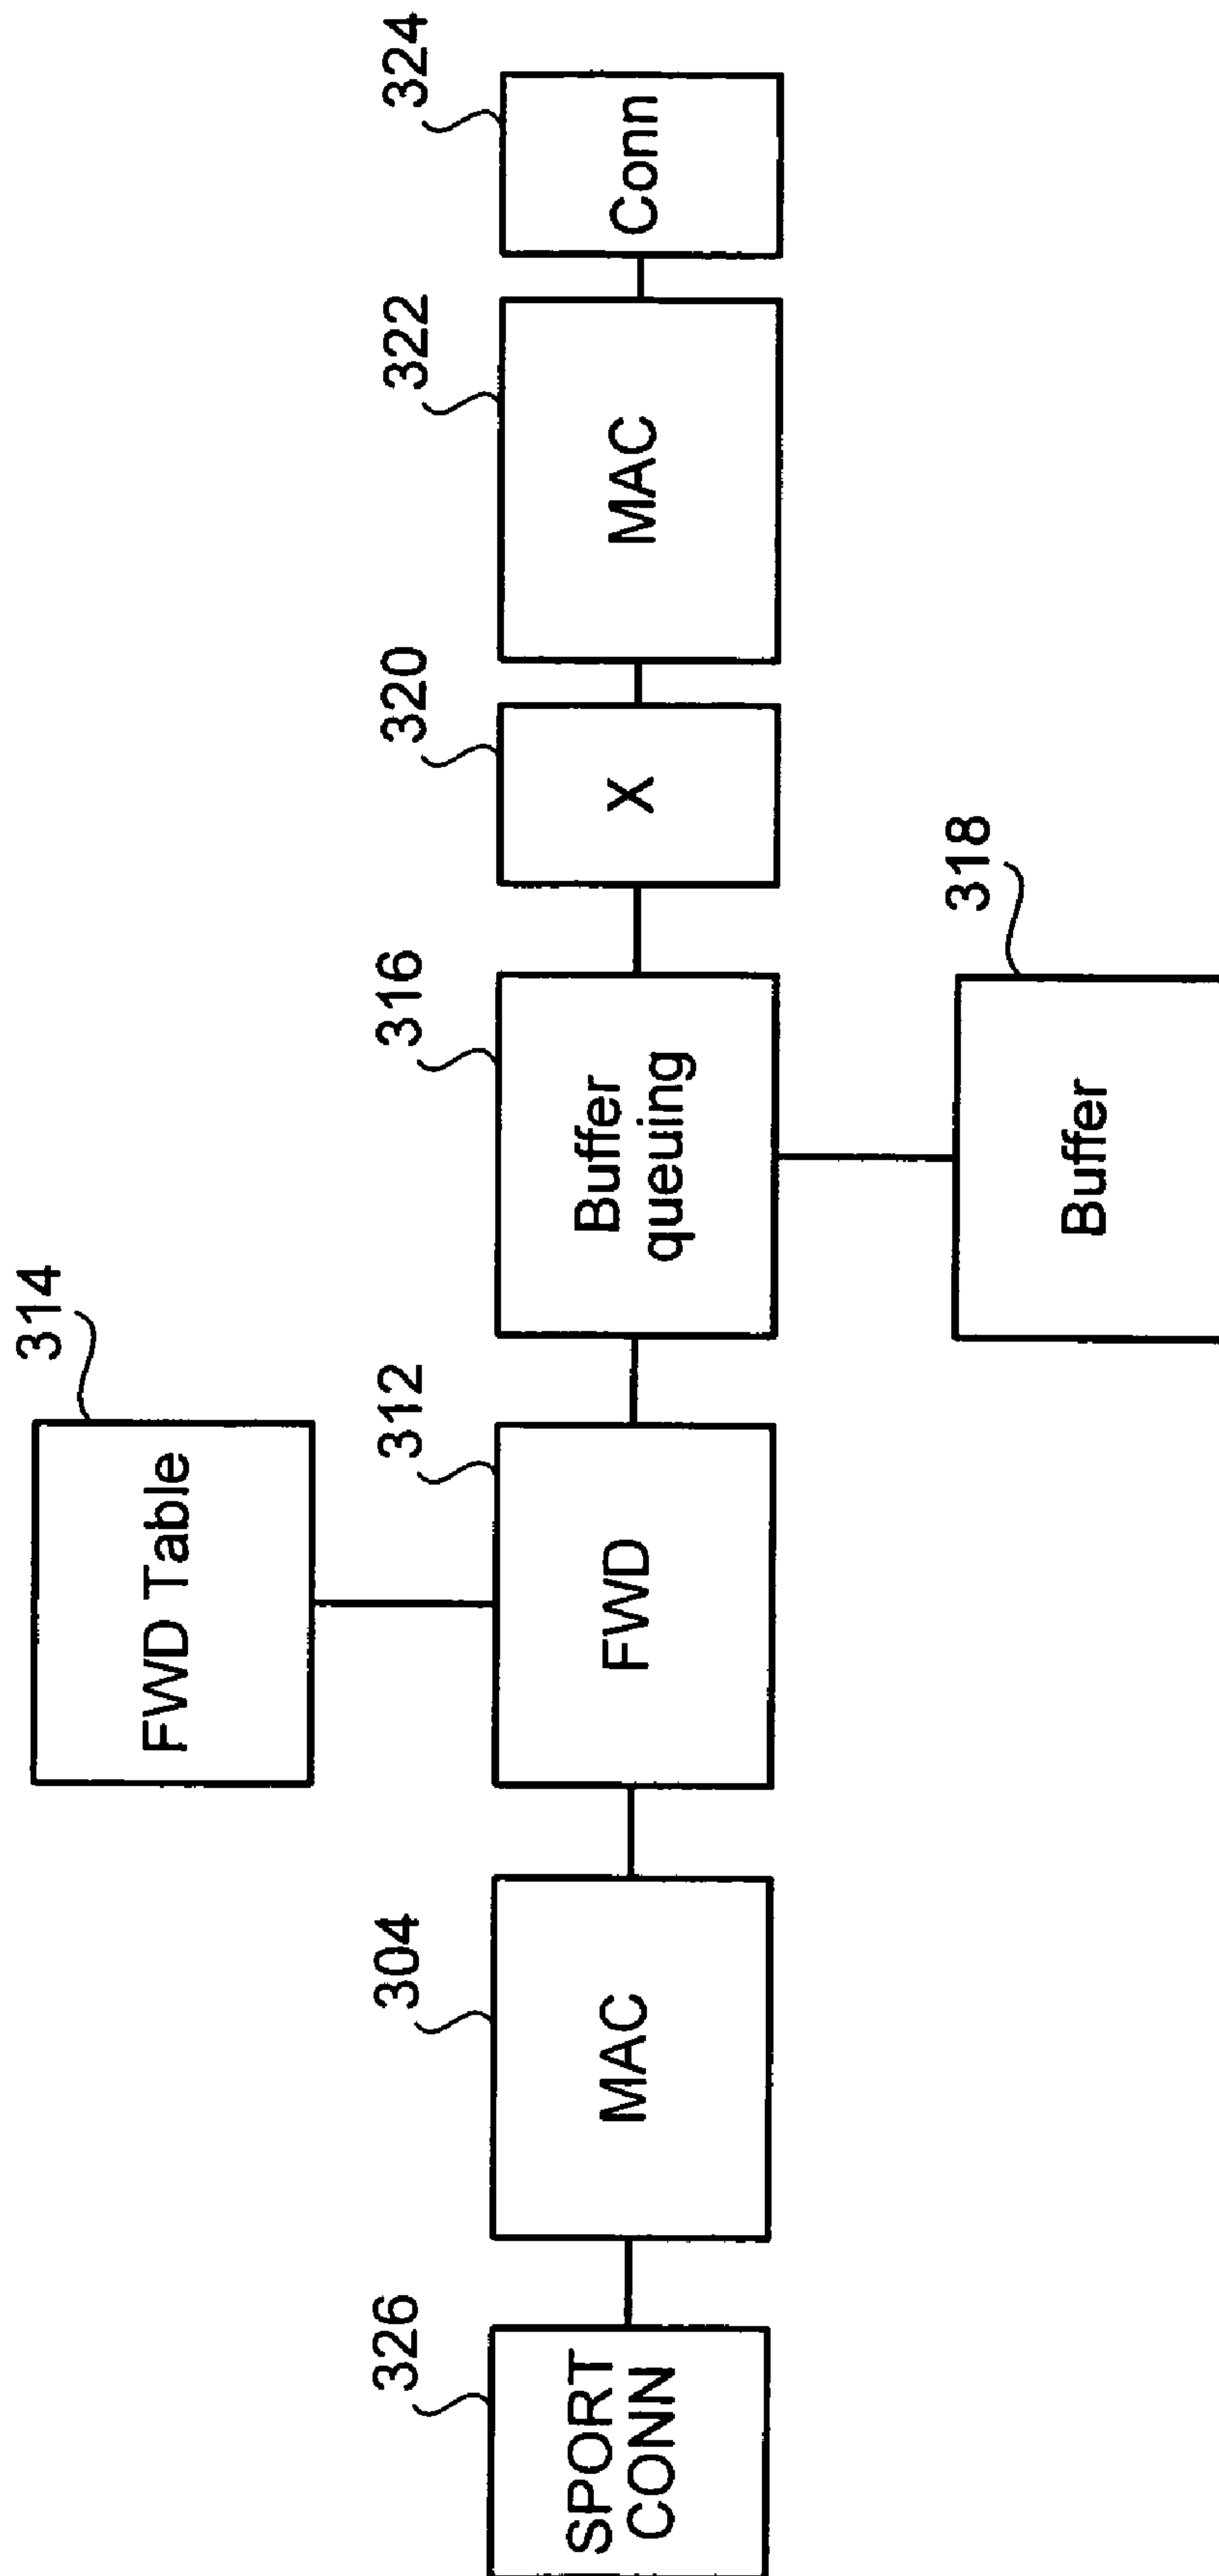 314
FWD Table
326
304
312
316
320
322
324
SPORT
CONN
MAC
FWD
Buffer
queuing
X
MAC
Conn
318
Buffer